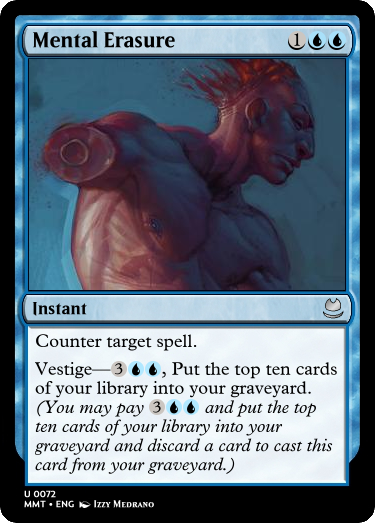 Mental Erasure 1
Instant
Counter target spell.
Vestige—3, Put the top ten cards
of your library into your graveyard.
(You may pay 3 and put the top
ten cards of your library into your
graveyard and discard a card to cast this
card from your graveyard.)
U 0072
MMT • ENG Izzy Medrano